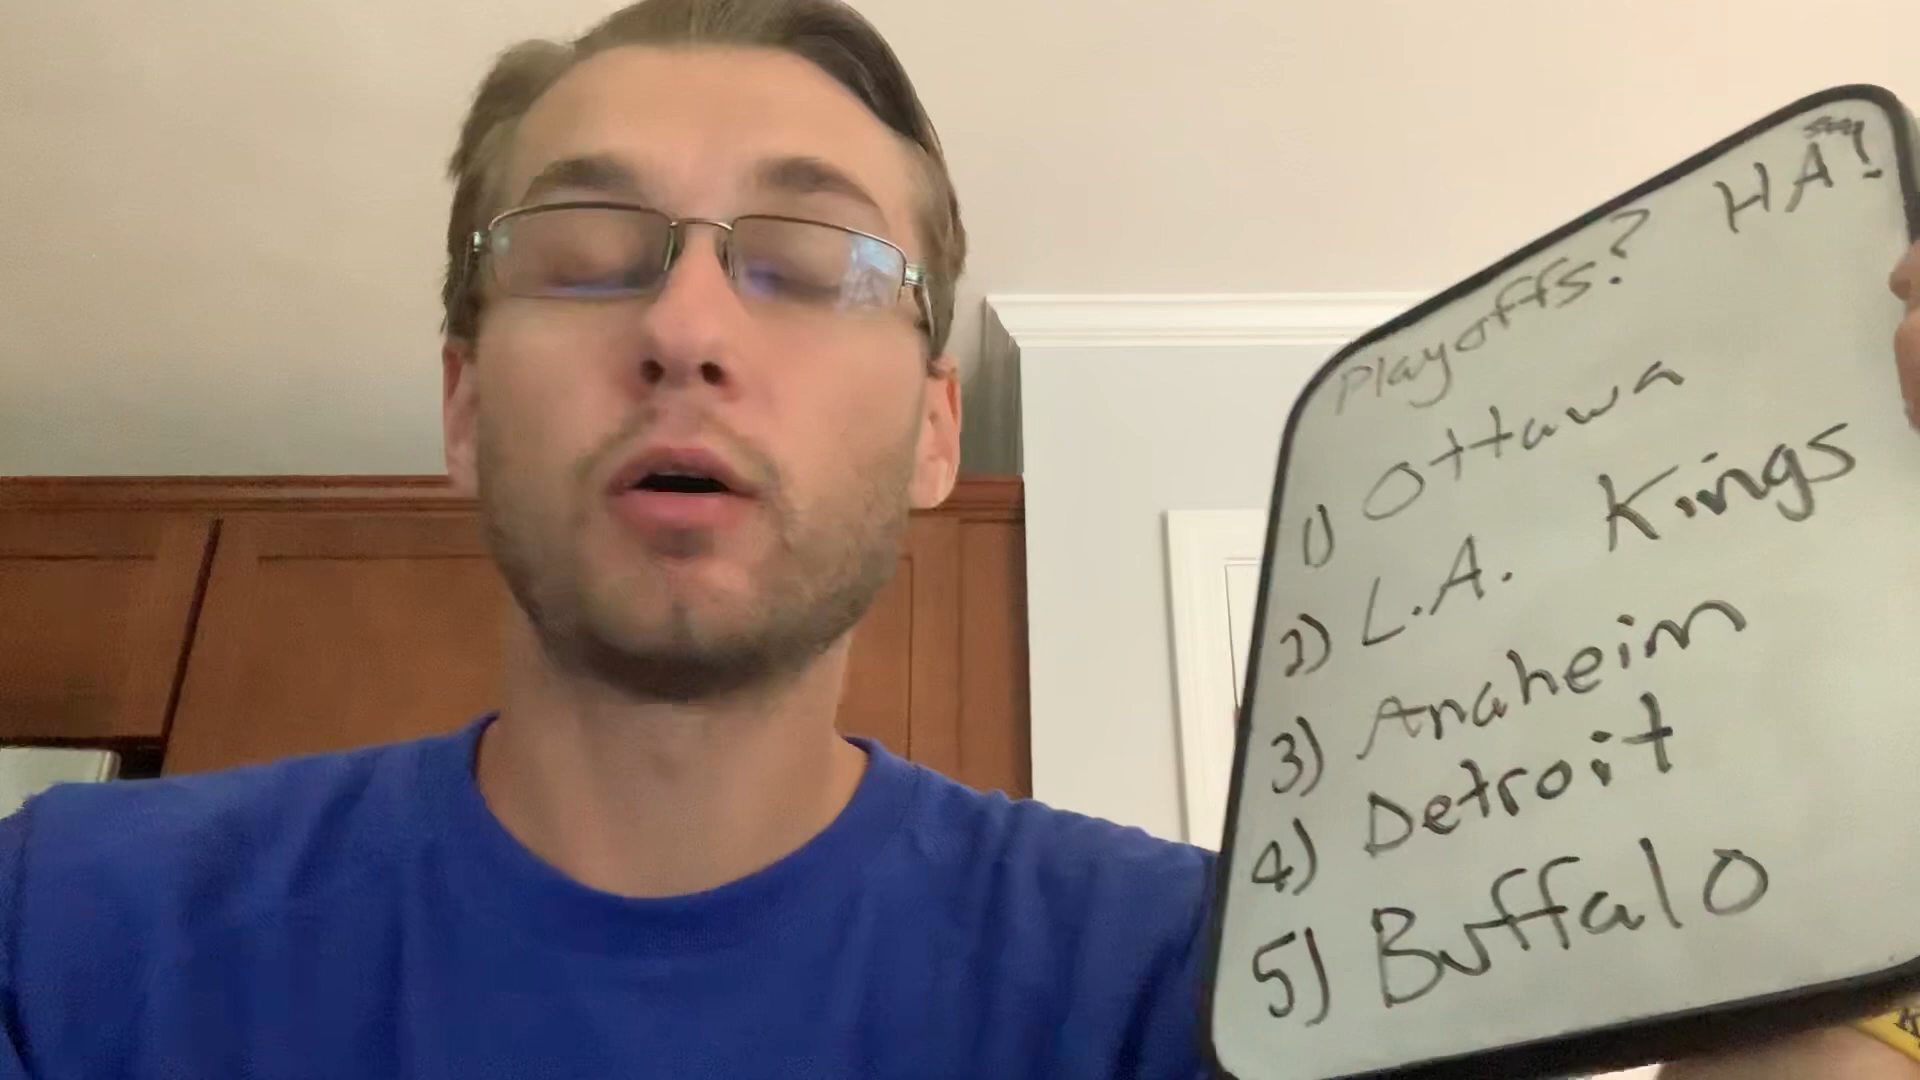 Playoffs? HA!
1) Ottawa
2) L.A. Kings
3) Anaheim
4) Detroit
5) Buffalo